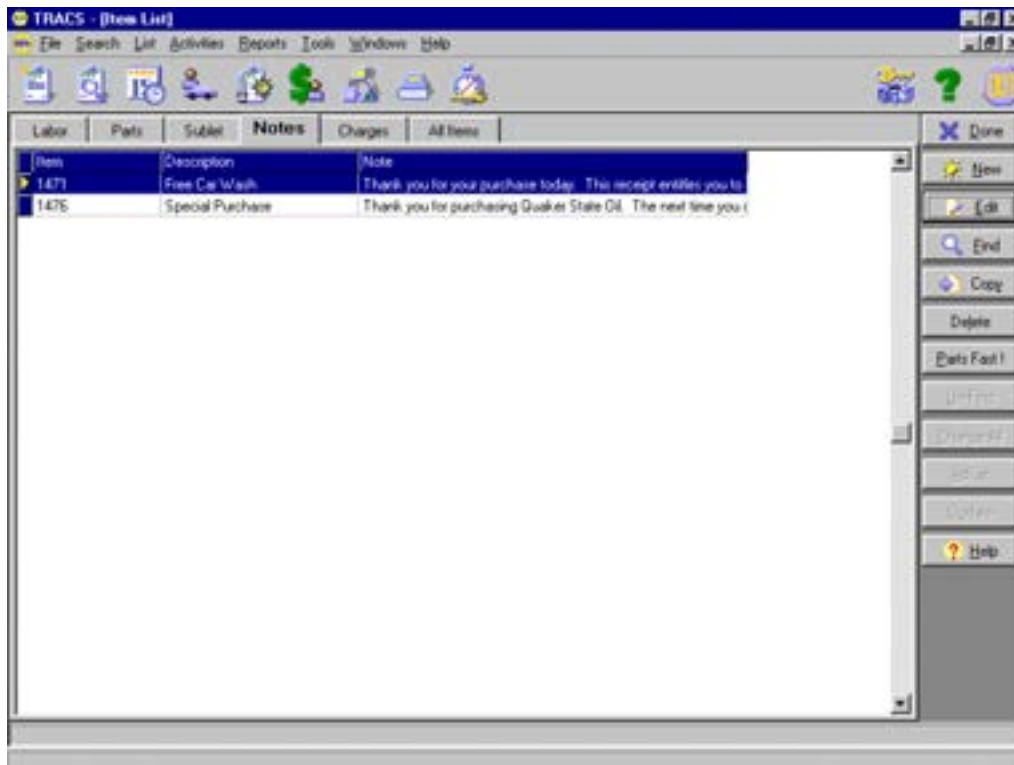 TRACS - [Item List]
File Search List Activities Reports Tools Windows Help
Labor Parts Sublet Notes Charges All Items
Done
Item Description Note
New
1471 Free Car Wash Thank you for your purchase today. This receipt entitles you to
1476 Special Purchase Thank you for purchasing Quaker State Oil. The next time you
Edit
Find
Copy
Delete
Parts Fast!
Help